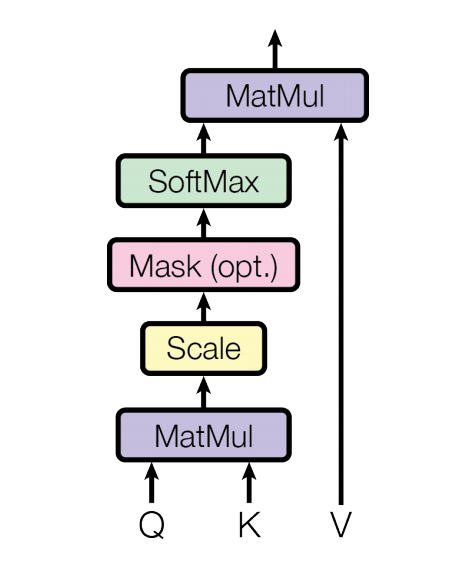 MatMul
SoftMax
Mask (opt.)
Scale
MatMul
Q K V